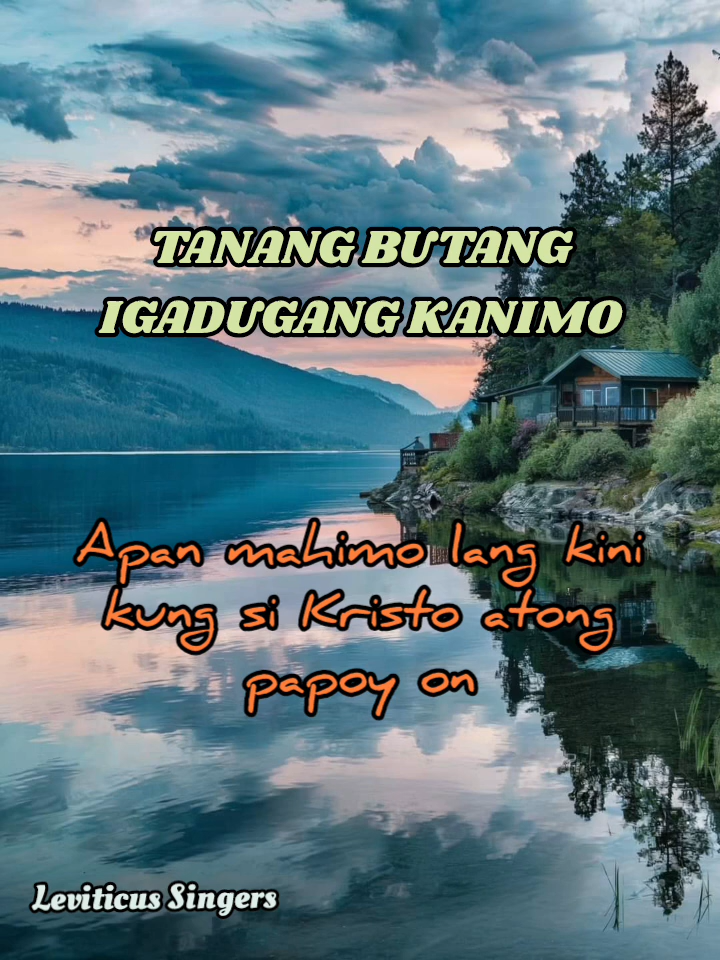 TANANG BUTANG
IGADUGANG KANIMO
Apan mahimo lang kini
kung si Kristo atong
papoy on
Leviticus Singers